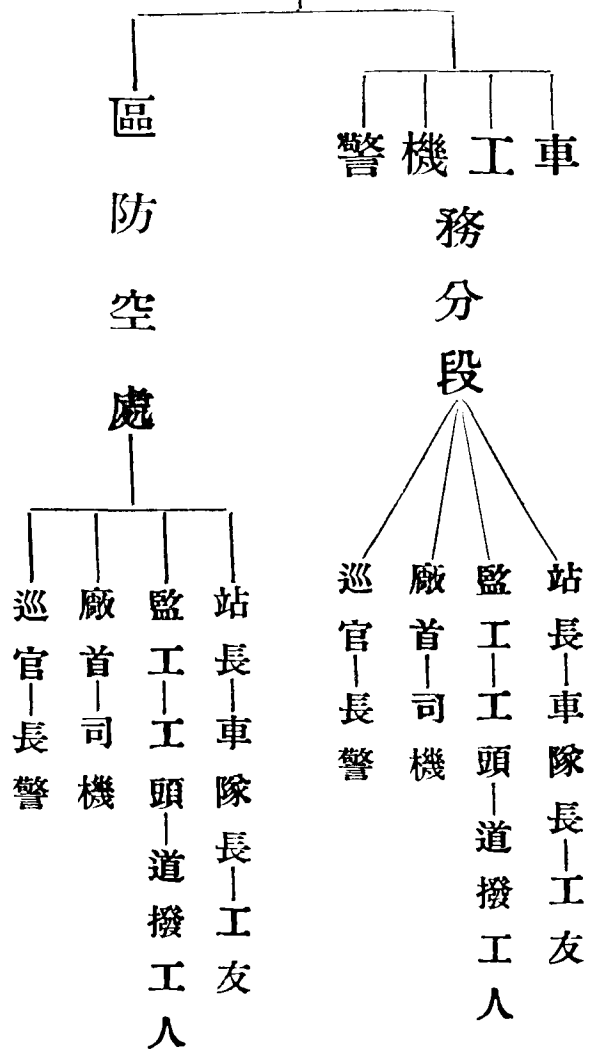 車工機警
務分段
站長—車隊長—工友
監工—工頭—道撥工人
廠首—司機
巡官—長警
區防空處
站長—車隊長—工友
監工—工頭—道撥工人
廠首—司機
巡官—長警